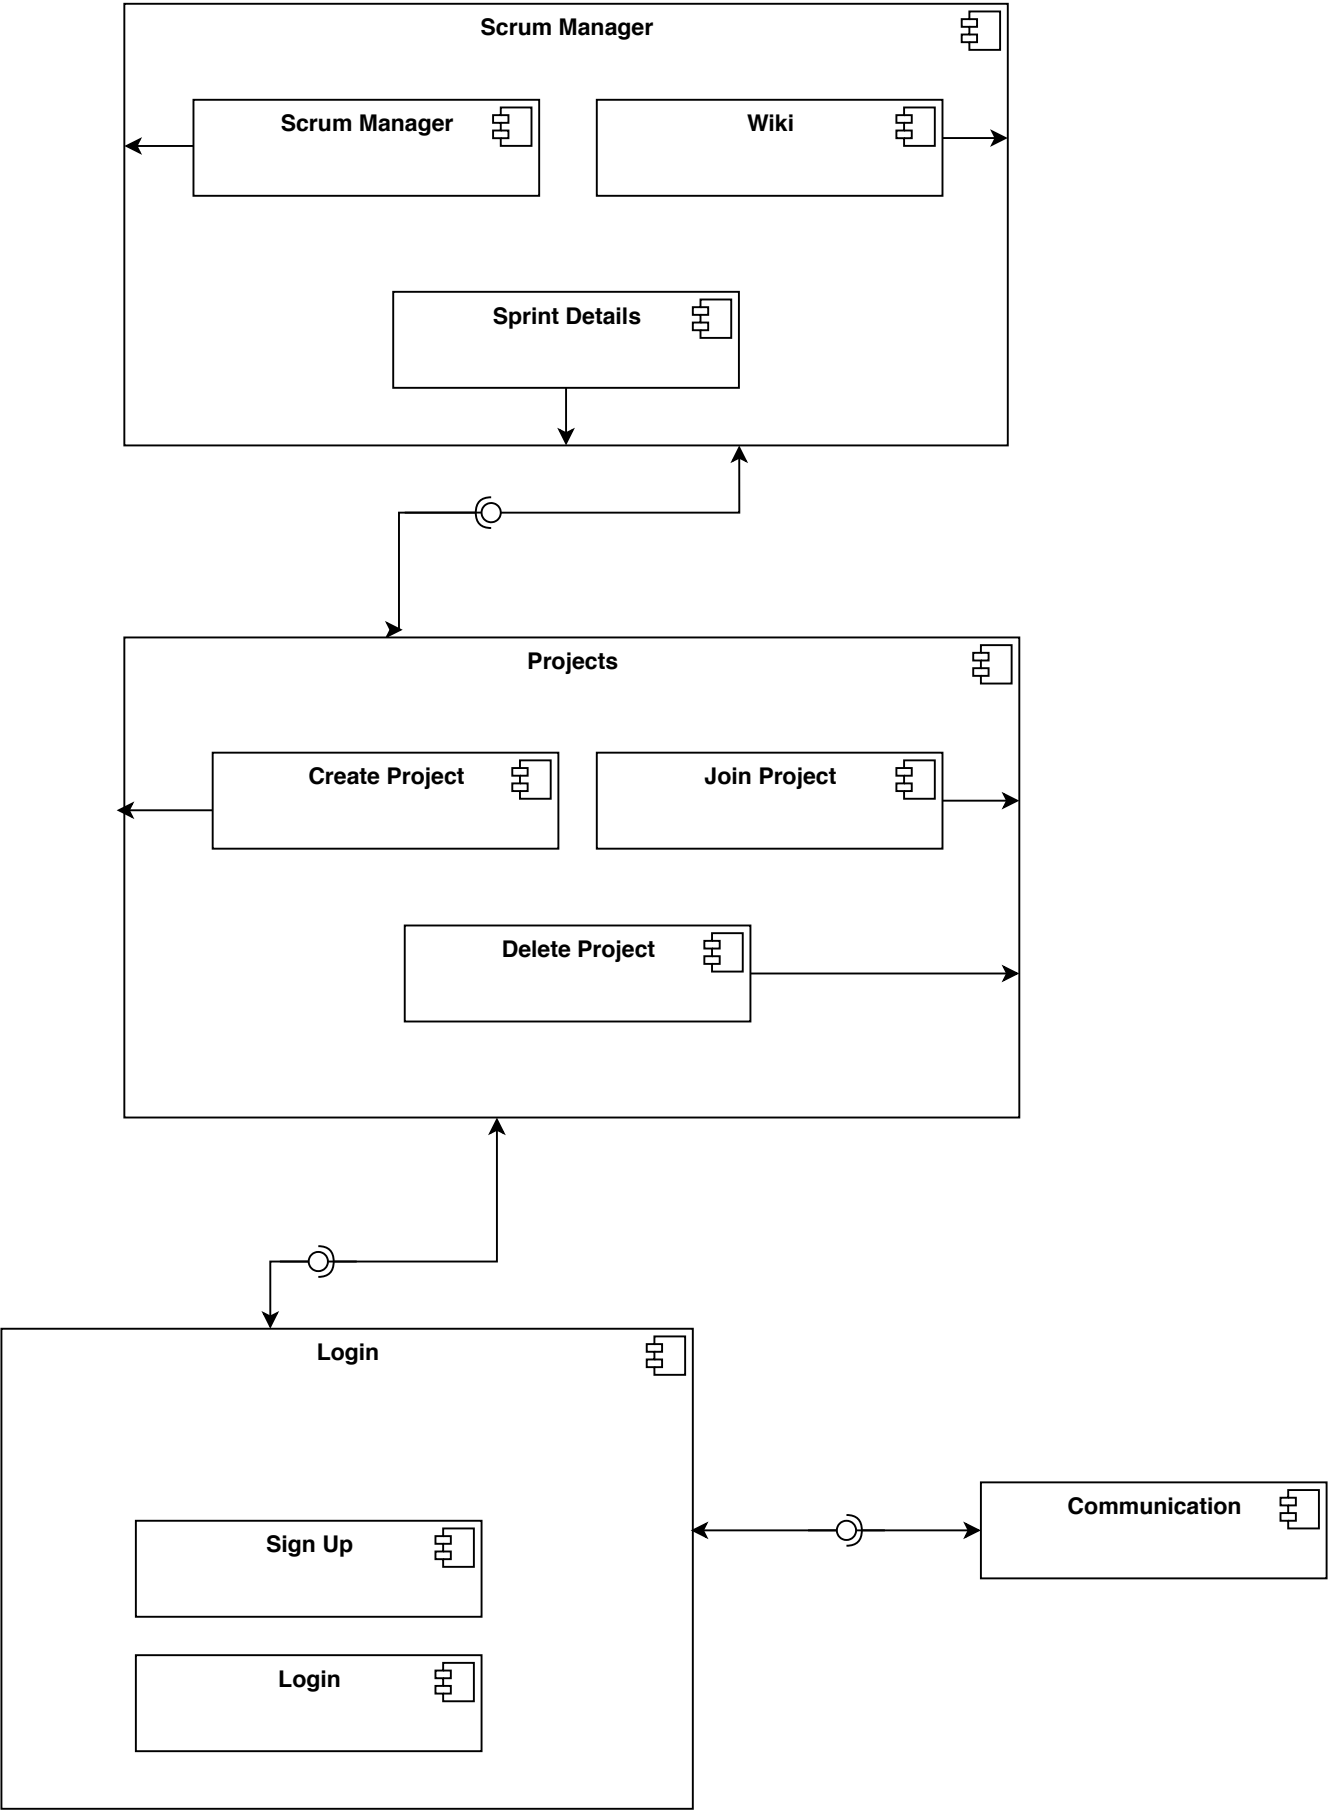 Scrum Manager
Scrum Manager
Wiki
Sprint Details
Projects
Create Project
Join Project
Delete Project
Login
Sign Up
Communication
Login